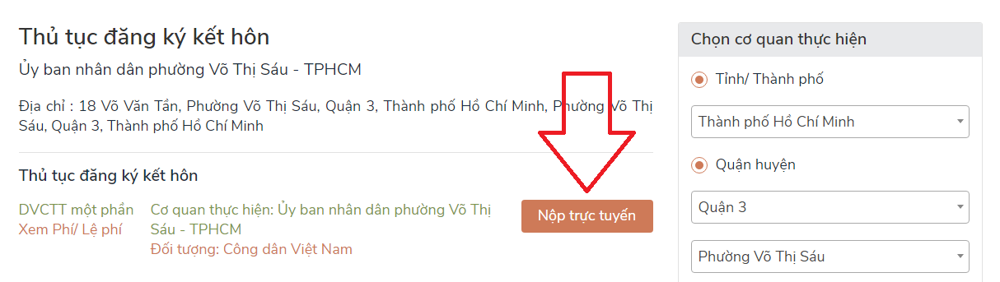 Thủ tục đăng ký kết hôn
Ủy ban nhân dân phường Võ Thị Sáu - TPHCM
Địa chỉ : 18 Võ Văn Tần, Phường Võ Thị Sáu, Quận 3, Thành phố Hồ Chí Minh, Phường Võ Thị
Sáu, Quận 3, Thành phố Hồ Chí Minh
Thủ tục đăng ký kết hôn
DVCTT một phần
Xem Phí/ Lệ phí
Cơ quan thực hiện: Ủy ban nhân dân phường Võ Thị
Sáu - TPHCM
Đối tượng: Công dân Việt Nam
Nộp trực tuyến
Chọn cơ quan thực hiện
Tỉnh/ Thành phố
Thành phố Hồ Chí Minh
Quận huyện
Quận 3
Phường Võ Thị Sáu